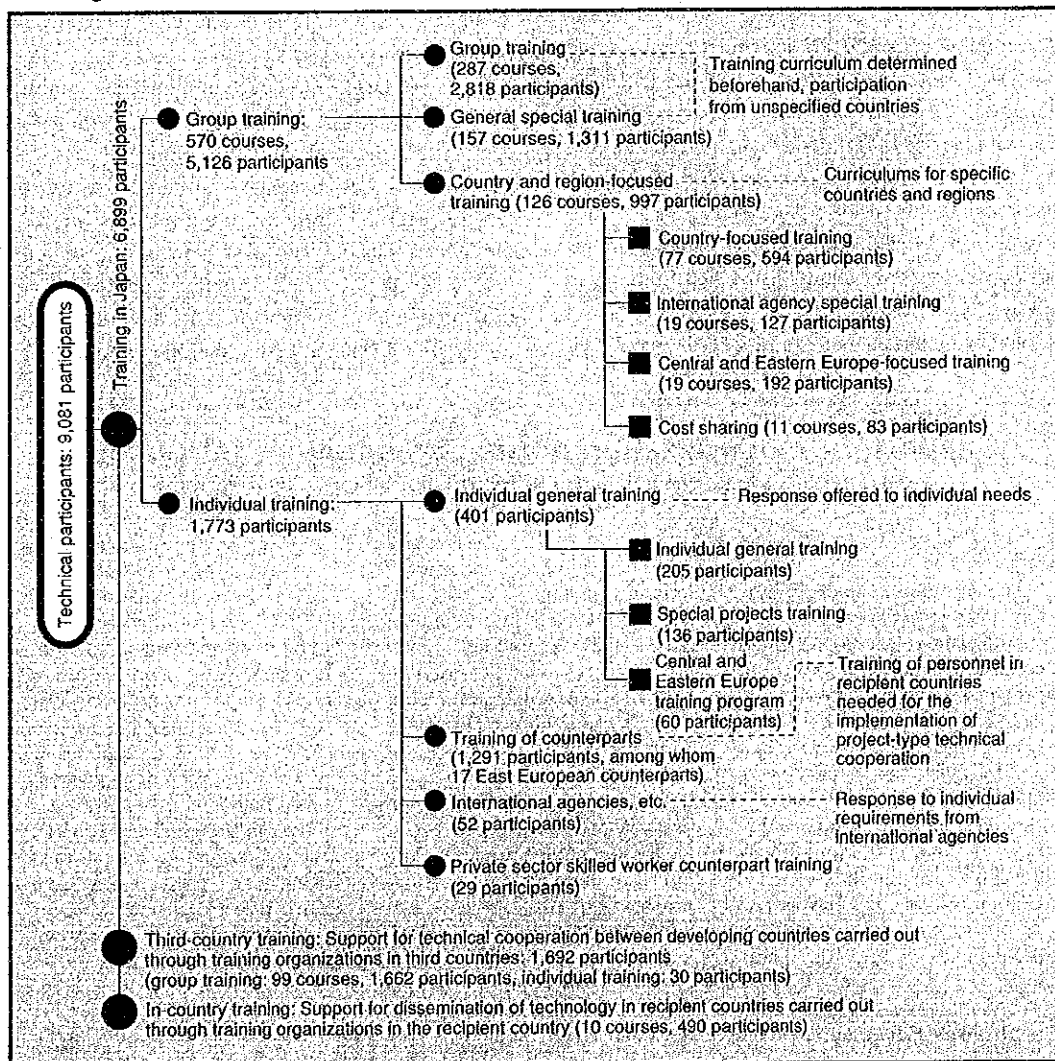 Technical participants. 9,081 participants
Training in Japan: 6,899 participants
Group training:
570 courses,
5,126 participants
Group training
(287 courses,
2,818 participants)
Training curriculum determined
beforehand, participation
from unspecified countries
General special training
(157 courses, 1,311 participants)
Country and region-focused
training (126 courses, 997 participants)
Curriculums for specific
countries and regions
Country-focused training
(77 courses, 594 participants)
International agency special training
(19 courses, 127 participants)
Central and Eastern Europe-focused training
(19 courses, 192 participants)
Cost sharing (11 courses, 83 participants)
Individual training:
1,773 participants
Individual general training
(401 participants)
Response offered to individual needs
Individual general training
(205 participants)
Special projects training
(136 participants)
Central and
Eastern Europe
training program
(60 participants)
Training of personnel in
recipient countries
needed for the
implementation of
project-type technical
cooperation
Training of counterparts
(1,291 participants, among whom
17 East European counterparts)
International agencies, etc.
(52 participants)
Response to individual
requirements from
international agencies
Private sector skilled worker counterpart training
(29 participants)
Third-country training: Support for technical cooperation between developing countries carried out
through training organizations in third countries: 1,692 participants
(group training: 99 courses, 1,662 participants, individual training: 30 participants)
In-country training: Support for dissemination of technology in recipient countries carried out
through training organizations in the recipient country (10 courses, 490 participants)